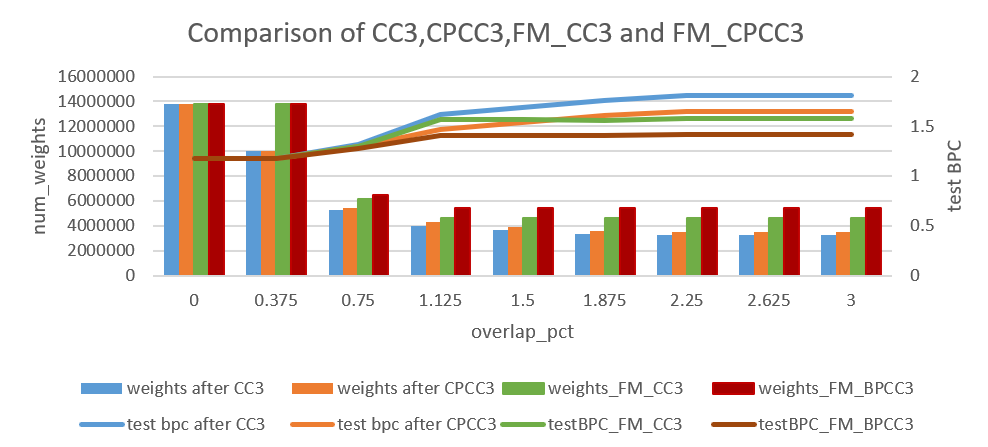 Comparison of CC3,CPCC3,FM_CC3 and FM_CPCC3
num_weights
16000000
14000000
12000000
10000000
8000000
6000000
4000000
2000000
0
2
1.5
1
0.5
0
test BPC
0 0.375 0.75 1.125 1.5 1.875 2.25 2.625 3
overlap_pct
weights after CC3 weights after CPCC3 weights_FM_CC3 weights_FM_BPCC3
test bpc after CC3 test bpc after CPCC3 testBPC_FM_CC3 testBPC_FM_BPCC3